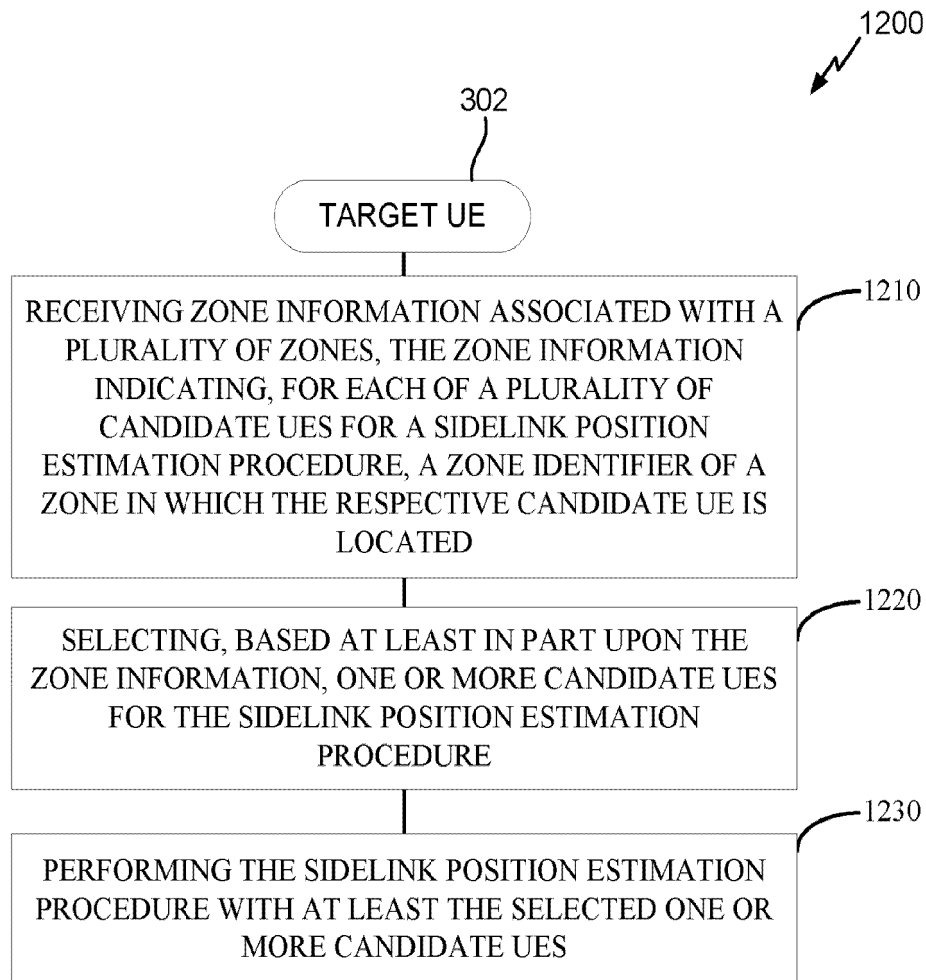 1200
302
TARGET UE
RECEIVING ZONE INFORMATION ASSOCIATED WITH A
PLURALITY OF ZONES, THE ZONE INFORMATION
INDICATING, FOR EACH OF A PLURALITY OF
CANDIDATE UES FOR A SIDELINK POSITION
ESTIMATION PROCEDURE, A ZONE IDENTIFIER OF A
ZONE IN WHICH THE RESPECTIVE CANDIDATE UE IS
LOCATED
1210
SELECTING, BASED AT LEAST IN PART UPON THE
ZONE INFORMATION, ONE OR MORE CANDIDATE UES
FOR THE SIDELINK POSITION ESTIMATION
PROCEDURE
1220
PERFORMING THE SIDELINK POSITION ESTIMATION
PROCEDURE WITH AT LEAST THE SELECTED ONE OR
MORE CANDIDATE UES
1230